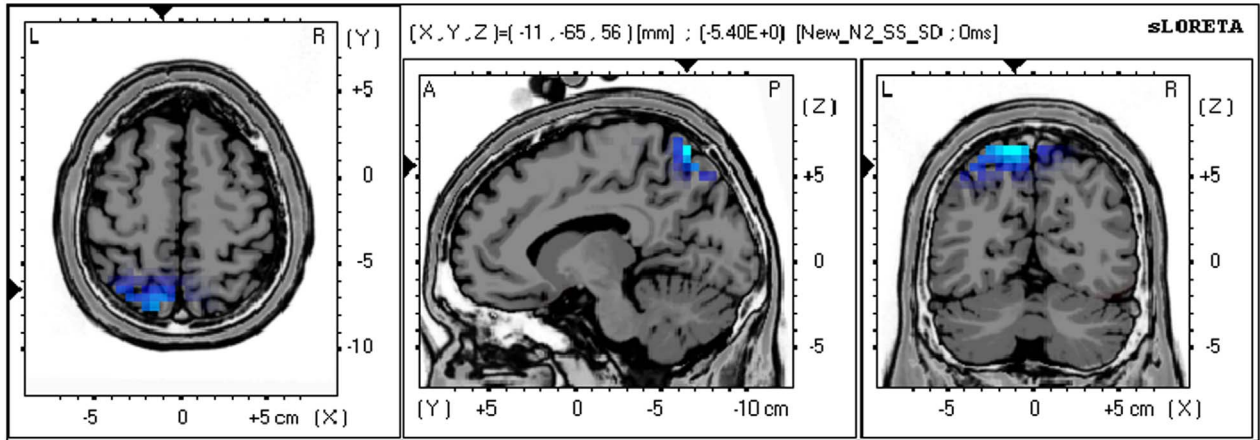 (X, Y, Z)=( -11 , -65, 56 ) [mm] ; (-5.40E+0) [New_N2_SS_SD ; 0ms]
sLORETA
L R (Y)
+5
0
-5
-10
-5 0 +5 cm (X)
A P (Z)
+5
0
-5
(Y) +5 0 -5 -10 cm
L R (Z)
+5
0
-5
-5 0 +5 cm (X)